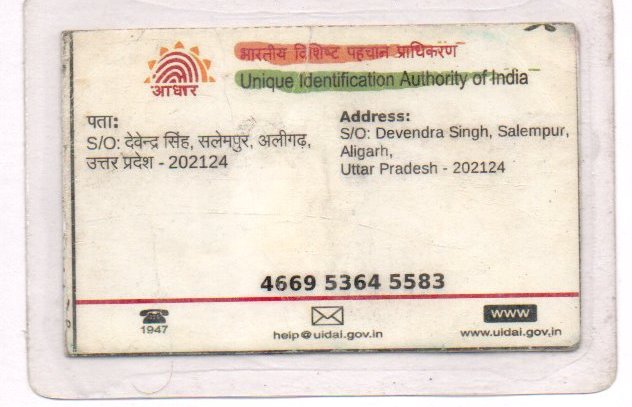 भारतीय विशिष्ट पहचान प्राधिकरण
Unique Identification Authority of India
आधार
पता:
S/O: देवेन्द्र सिंह, सलेमपुर, अलीगढ़,
उत्तर प्रदेश - 202124
Address:
S/O: Devendra Singh, Salempur,
Aligarh,
Uttar Pradesh - 202124
4669 5364 5583
1947
help@uidai.gov.in
www
www.uidai.gov.in